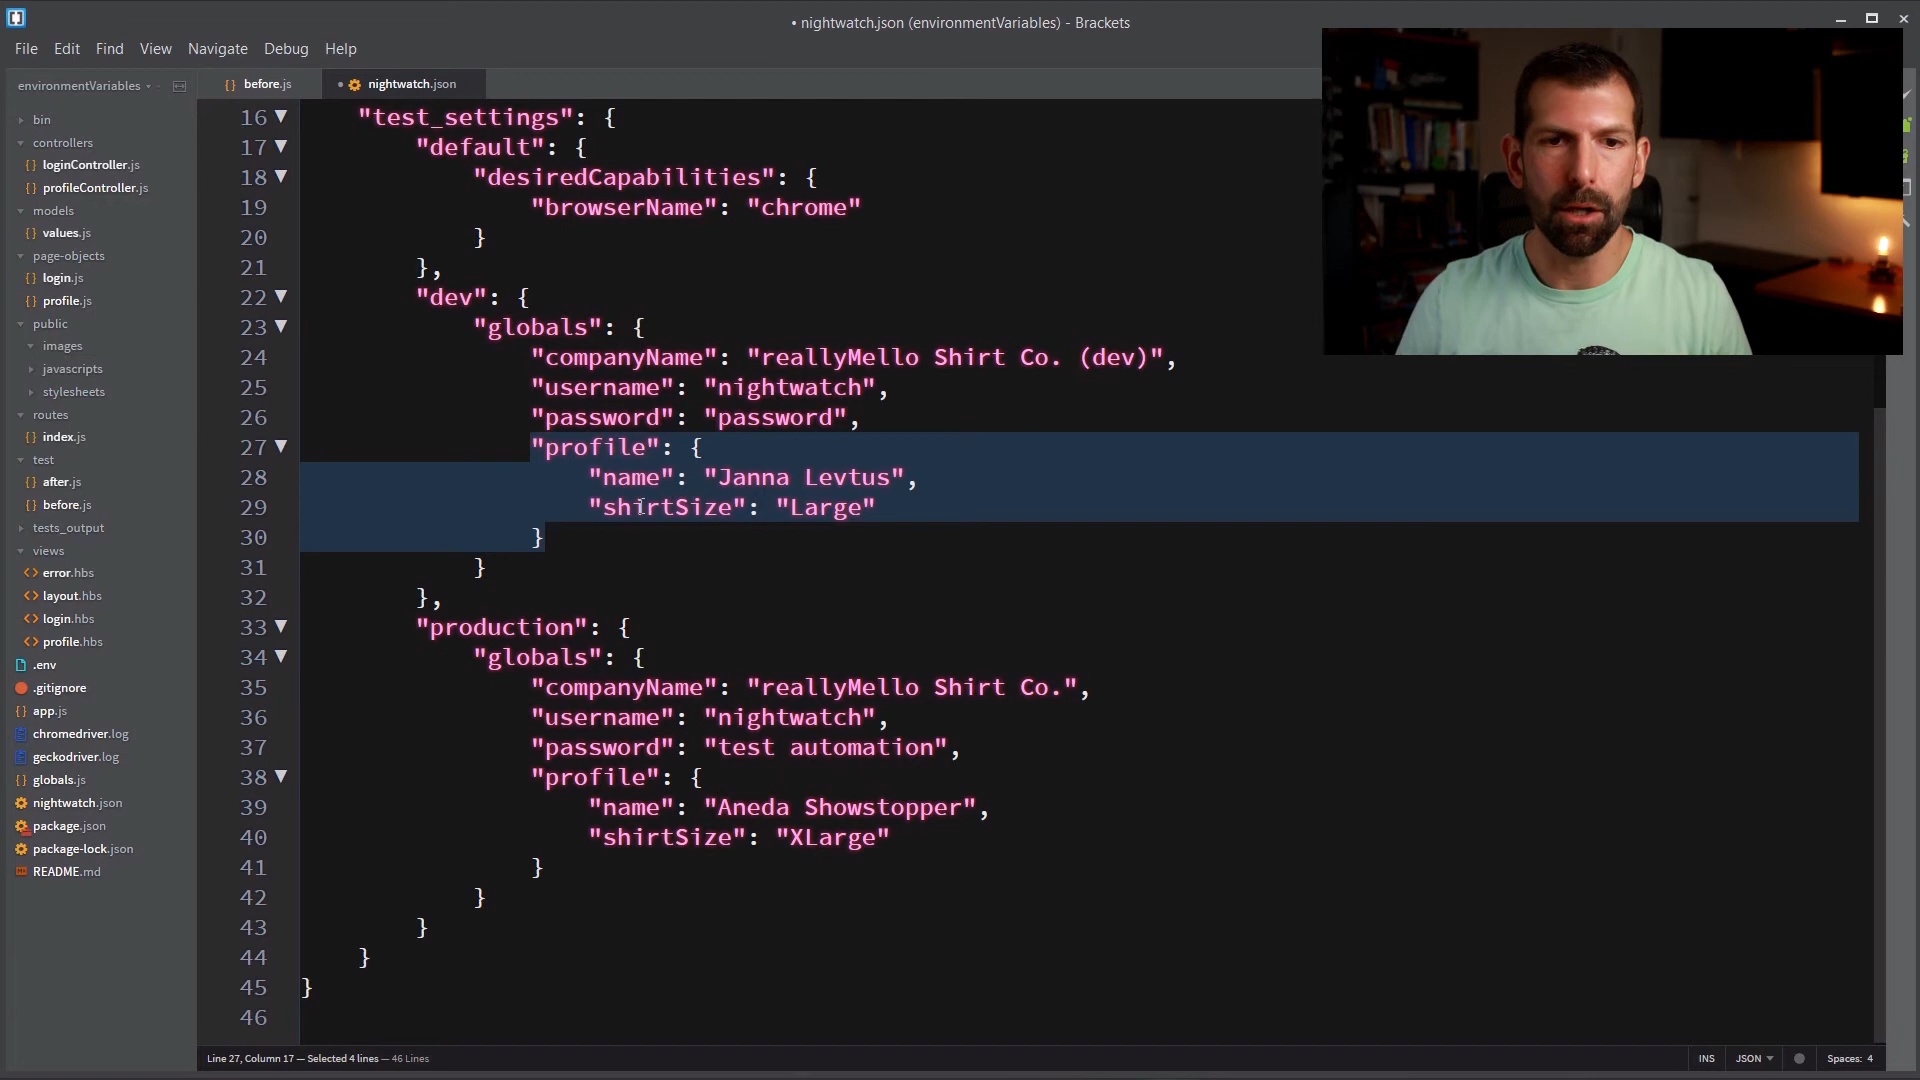 • nightwatch.json (environmentVariables) - Brackets
File Edit Find View Navigate Debug Help
environmentVariables
before.js
• nightwatch.json
bin
controllers
loginController.js
profileController.js
models
values.js
page-objects
login.js
profile.js
public
images
javascripts
stylesheets
routes
index.js
test
after.js
before.js
tests_output
views
error.hbs
layout.hbs
login.hbs
profile.hbs
.env
.gitignore
app.js
chromedriver.log
geckodriver.log
globals.js
nightwatch.json
package.json
package-lock.json
README.md
16 "test_settings": {
17 "default": {
18 "desiredCapabilities": {
19 "browserName": "chrome"
20 }
21 },
22 "dev": {
23 "globals": {
24 "companyName": "reallyMello Shirt Co. (dev)",
25 "username": "nightwatch",
26 "password": "password",
27 "profile": {
28 "name": "Janna Levtus",
29 "shirtSize": "Large"
30 }
31 }
32 },
33 "production": {
34 "globals": {
35 "companyName": "reallyMello Shirt Co.",
36 "username": "nightwatch",
37 "password": "test automation",
38 "profile": {
39 "name": "Aneda Showstopper",
40 "shirtSize": "XLarge"
41 }
42 }
43 }
44 }
45 }
46
Line 27, Column 17 — Selected 4 lines — 46 Lines
INS JSON Spaces: 4